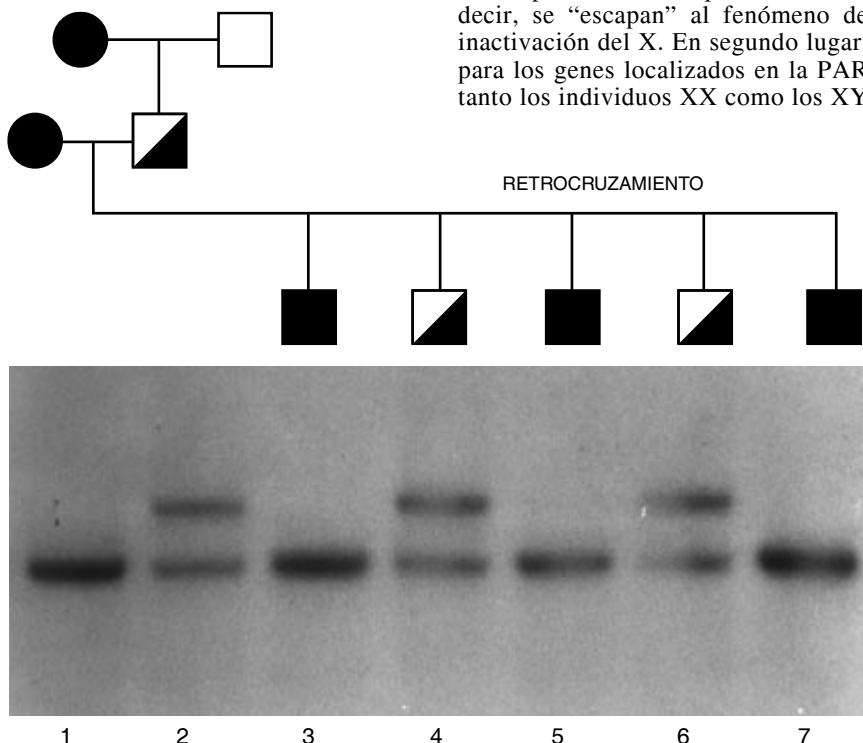 decir, se “escapan” al fenómeno de
inactivación del X. En segundo lugar
para los genes localizados en la PAR
tanto los individuos XX como los XY
RETROCRUZAMIENTO
1 2 3 4 5 6 7